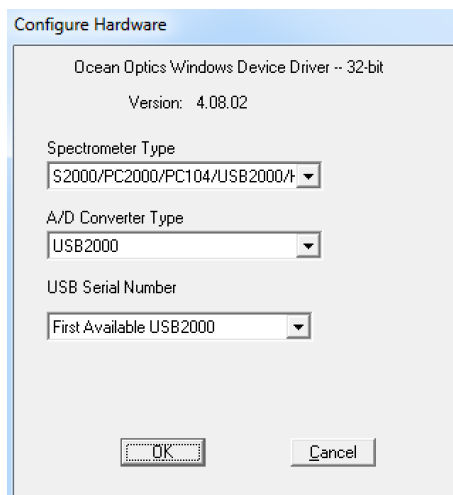 Configure Hardware
Ocean Optics Windows Device Driver -- 32-bit
Version: 4.08.02
Spectrometer Type
S2000/PC2000/PC104/USB2000/H
A/D Converter Type
USB2000
USB Serial Number
First Available USB2000
OK Cancel